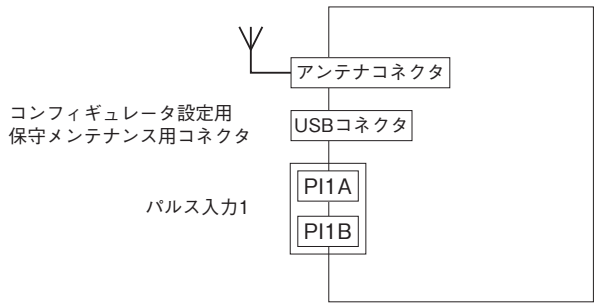 アンテナコネクタ
コンフィギュレータ設定用
保守メンテナンス用コネクタ
USBコネクタ
パルス入力1
PI1A
PI1B